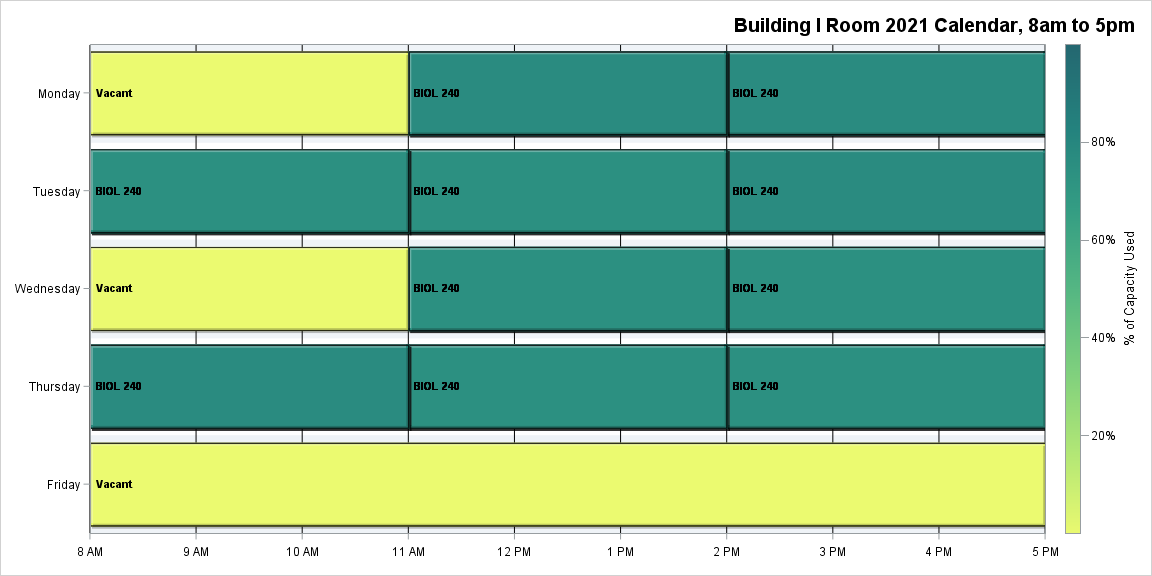 Building I Room 2021 Calendar, 8am to 5pm
Monday Vacant BIOL 240 BIOL 240
Tuesday BIOL 240 BIOL 240 BIOL 240
Wednesday Vacant BIOL 240 BIOL 240
Thursday BIOL 240 BIOL 240 BIOL 240
Friday Vacant
8 AM 9 AM 10 AM 11 AM 12 PM 1 PM 2 PM 3 PM 4 PM 5 PM
80%
60%
40%
20%
% of Capacity Used